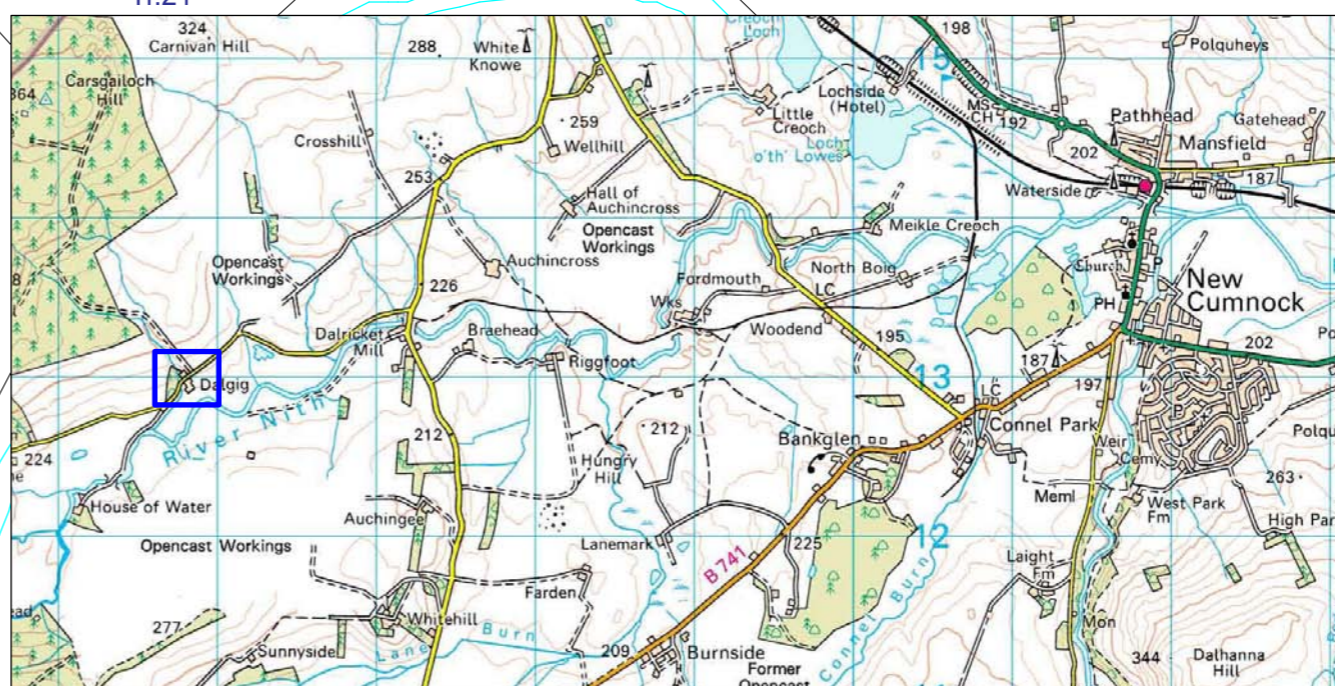 324
Carnivan Hill
288
White
Knowe
Creoch
Loch
198
15
Polquheys
Carsgailoch
Hill
364
Crosshill
259
Wellhill
Little
Creoch
Lochside
(Hotel)
MS
CH
192
Pathhead
Gatehead
Mansfield
Loch
o'th' Lowes
202
187
253
Hall of
Auchincross
Waterside
Opencast
Workings
Meikle Creoch
Opencast
Workings
Auchincross
Church
P
New
Cumnock
226
Fordmouth
North Boig
LC
PH
Dalricket
Mill
Braehead
Wks
Woodend
195
202
Riggfoot
187
Dalgig
13
197
LC
River Nith
212
212
Bankglen
Connel Park
P
Weir
Cemy
224
Hungry
Hill
263
House of Water
Meml
West Park
Fm
Auchingee
High Par
Opencast Workings
Lanemark
225
12
B 741
Laight
Fm
Farden
Whitehill
277
Mon
Sunnyside
Lane Burn
209
Burnside
Connel Burn
344
Dalhanna
Hill
Former
Opencast